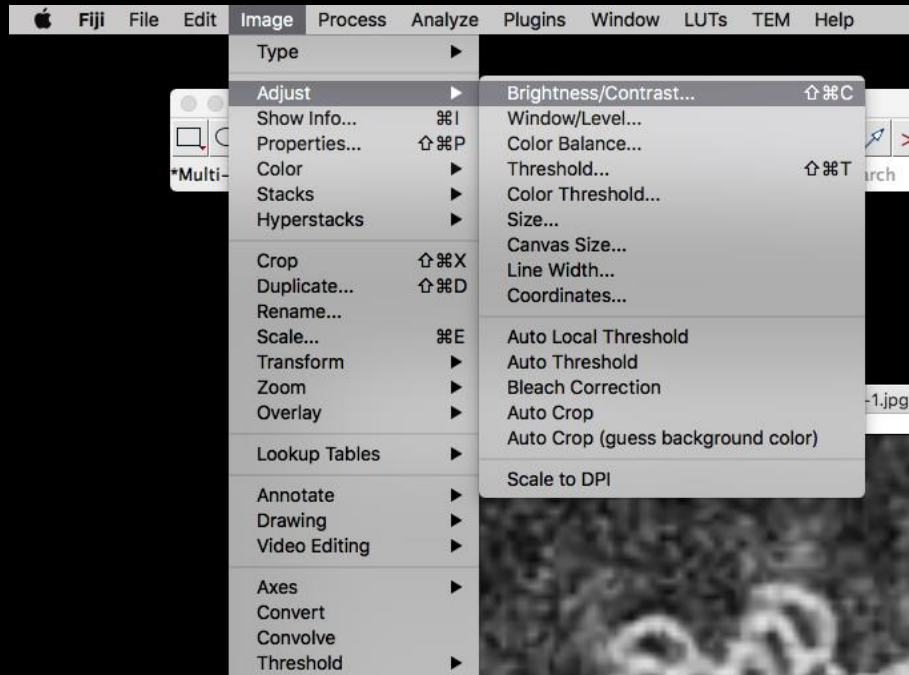 Fiji File Edit Image Process Analyze Plugins Window LUTs TEM Help
Type
Adjust
Show Info... ⌘I
Properties... ⇧⌘P
Color
Stacks
Hyperstacks
Crop ⇧⌘X
Duplicate... ⇧⌘D
Rename...
Scale... ⌘E
Transform
Zoom
Overlay
Lookup Tables
Annotate
Drawing
Video Editing
Axes
Convert
Convolve
Threshold
Brightness/Contrast... ⇧⌘C
Window/Level...
Color Balance...
Threshold... ⇧⌘T
Color Threshold...
Size...
Canvas Size...
Line Width...
Coordinates...
Auto Local Threshold
Auto Threshold
Bleach Correction
Auto Crop
Auto Crop (guess background color)
Scale to DPI
*Multi-
arch
-1.jpg